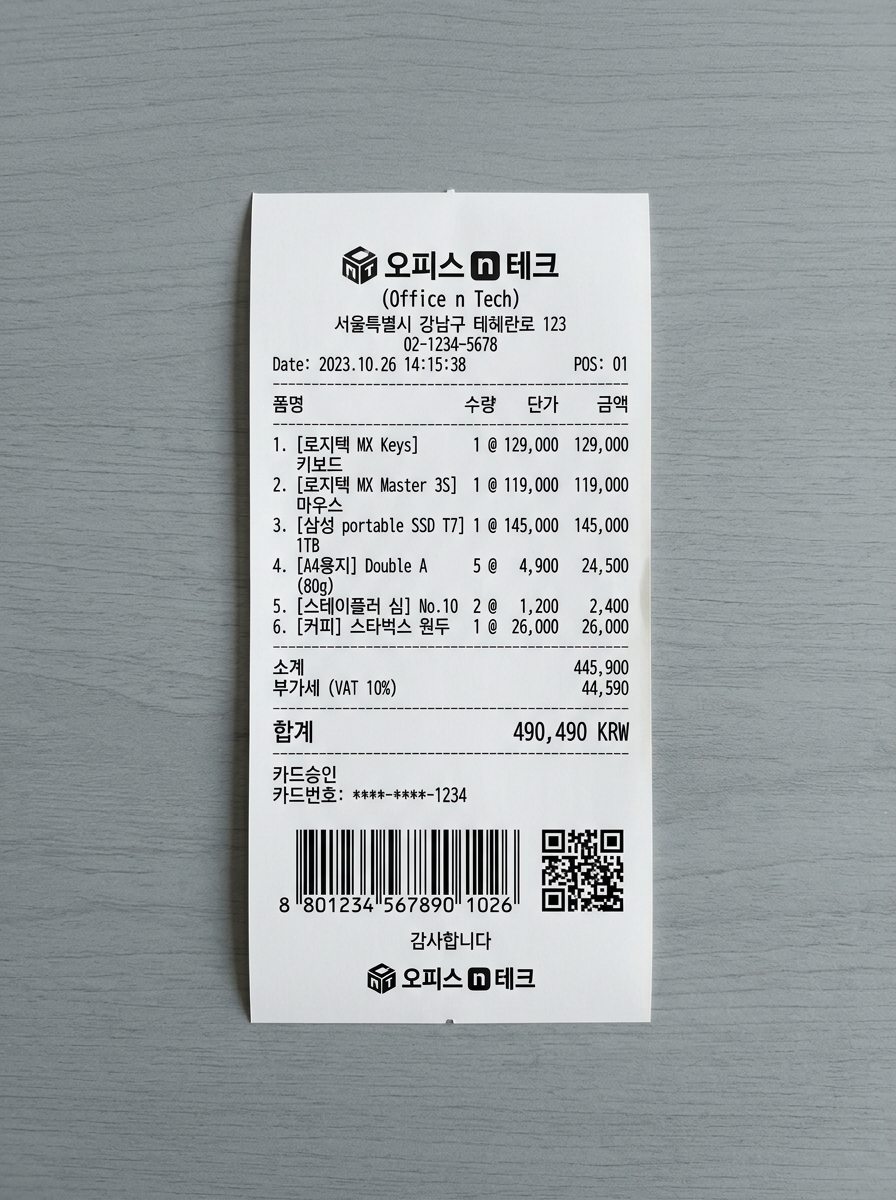 오피스 n 테크
(Office n Tech)
서울특별시 강남구 테헤란로 123
02-1234-5678
Date: 2023.10.26 14:15:38 POS: 01
폼명 수량 단가 금액
1. [로지텍 MX Keys] 1 @ 129,000 129,000
키보드
2. [로지텍 MX Master 3S] 1 @ 119,000 119,000
마우스
3. [삼성 portable SSD T7] 1 @ 145,000 145,000
1TB
4. [A4용지] Double A 5 @ 4,900 24,500
(80g)
5. [스테이플러 심] No.10 2 @ 1,200 2,400
6. [커피] 스타벅스 원두 1 @ 26,000 26,000
소계 445,900
부가세 (VAT 10%) 44,590
합계 490,490 KRW
카드승인
카드번호: ****-****-1234
8 801234 567890 1026
감사합니다
오피스 n 테크